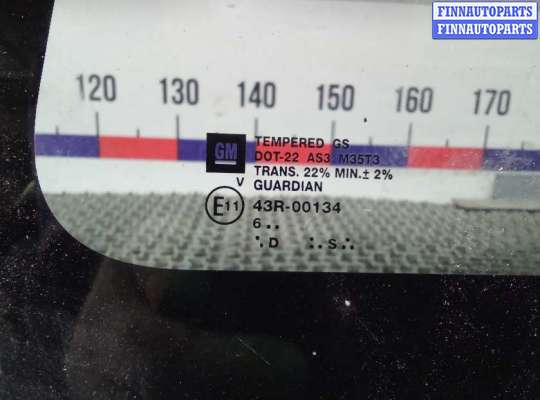 FINNAUTOPARTS
FINNAUTOPARTS
120 130 140 150 160 170
GM
TEMPERED GS
DOT-22 AS3 M35T3
TRANS. 22% MIN.± 2%
V GUARDIAN
E11 43R-00134
6..
D S